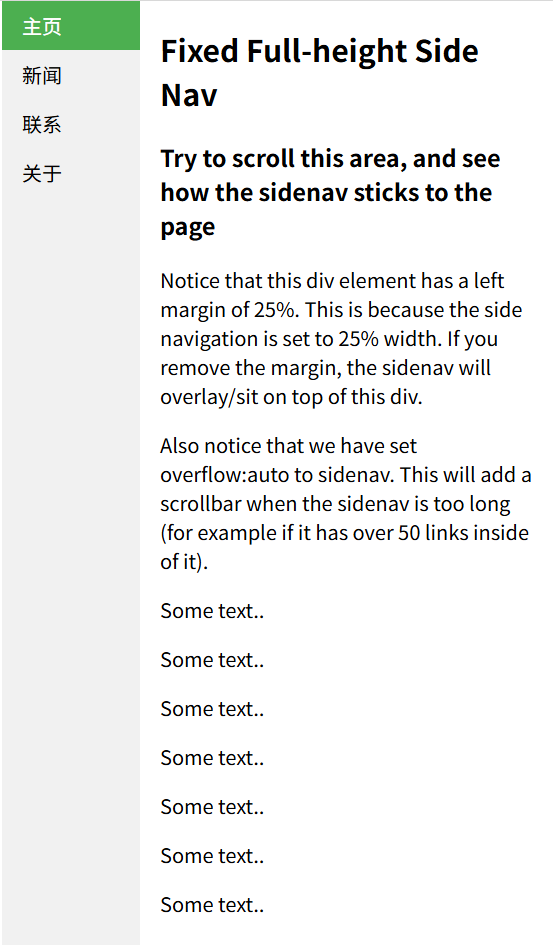 主页
新闻
联系
关于
Fixed Full-height Side
Nav
Try to scroll this area, and see
how the sidenav sticks to the
page
Notice that this div element has a left
margin of 25%. This is because the side
navigation is set to 25% width. If you
remove the margin, the sidenav will
overlay/sit on top of this div.
Also notice that we have set
overflow:auto to sidenav. This will add a
scrollbar when the sidenav is too long
(for example if it has over 50 links inside
of it).
Some text..
Some text..
Some text..
Some text..
Some text..
Some text..
Some text..